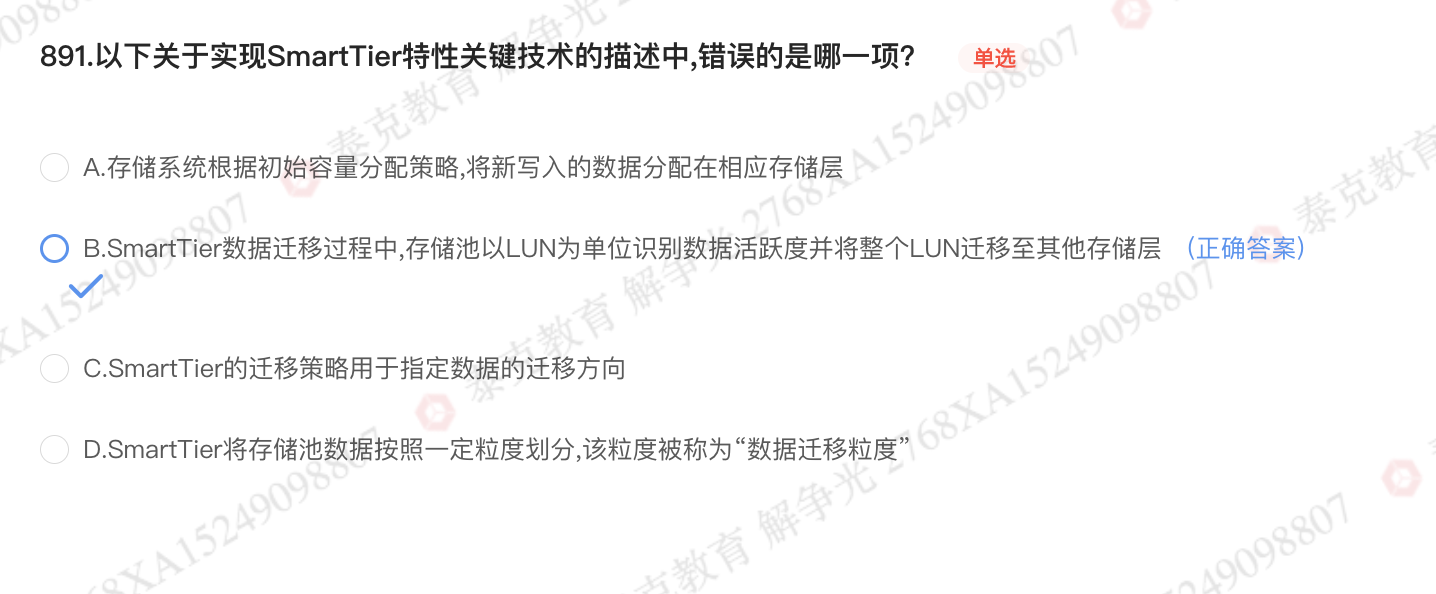 891.以下关于实现SmartTier特性关键技术的描述中,错误的是哪一项? 单选
A.存储系统根据初始容量分配策略,将新写入的数据分配在相应存储层
B.SmartTier数据迁移过程中,存储池以LUN为单位识别数据活跃度并将整个LUN迁移至其他存储层 (正确答案)
C.SmartTier的迁移策略用于指定数据的迁移方向
D.SmartTier将存储池数据按照一定粒度划分,该粒度被称为“数据迁移粒度”
泰克教育 解争光 2768XA15249098807